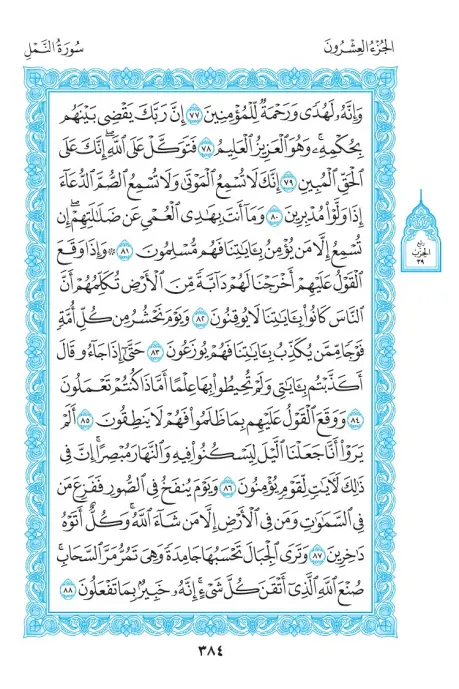 الجُزْءُ العِشْرُونَ
سُورَةُ النَّمْلِ
وَإِنَّهُۥ لَهُدًى وَرَحْمَةٌ لِّلْمُؤْمِنِينَ ٧٧ إِنَّ رَبَّكَ يَقْضِى بَيْنَهُم
بِحُكْمِهِۦۚ وَهُوَ ٱلْعَزِيزُ ٱلْعَلِيمُ ٧٨ فَتَوَكَّلْ عَلَى ٱللَّهِۖ إِنَّكَ عَلَى
ٱلْحَقِّ ٱلْمُبِينِ ٧٩ إِنَّكَ لَا تُسْمِعُ ٱلْمَوْتَىٰ وَلَا تُسْمِعُ ٱلصُّمَّ ٱلدُّعَآءَ
إِذَا وَلَّوْا۟ مُدْبِرِينَ ٨٠ وَمَآ أَنتَ بِهَٰدِى ٱلْعُمْىِ عَن ضَلَٰلَتِهِمْۖ إِن
تُسْمِعُ إِلَّا مَن يُؤْمِنُ بِـَٔايَٰتِنَا فَهُم مُّسْلِمُونَ ٨١ ۞ وَإِذَا وَقَعَ
ٱلْقَوْلُ عَلَيْهِمْ أَخْرَجْنَا لَهُمْ دَآبَّةً مِّنَ ٱلْأَرْضِ تُكَلِّمُهُمْ أَنَّ
ٱلنَّاسَ كَانُوا۟ بِـَٔايَٰتِنَا لَا يُوقِنُونَ ٨٢ وَيَوْمَ نَحْشُرُ مِن كُلِّ أُمَّةٍ
فَوْجًا مِّمَّن يُكَذِّبُ بِـَٔايَٰتِنَا فَهُمْ يُوزَعُونَ ٨٣ حَتَّىٰٓ إِذَا جَآءُو قَالَ
أَكَذَّبْتُم بِـَٔايَٰتِى وَلَمْ تُحِيطُوا۟ بِهَا عِلْمًا أَمَّاذَا كُنتُمْ تَعْمَلُونَ
٨٤ وَوَقَعَ ٱلْقَوْلُ عَلَيْهِم بِمَا ظَلَمُوا۟ فَهُمْ لَا يَنطِقُونَ ٨٥ أَلَمْ
يَرَوْا۟ أَنَّا جَعَلْنَا ٱلَّيْلَ لِيَسْكُنُوا۟ فِيهِ وَٱلنَّهَارَ مُبْصِرًاۚ إِنَّ فِى
ذَٰلِكَ لَءَايَٰتٍ لِّقَوْمٍ يُؤْمِنُونَ ٨٦ وَيَوْمَ يُنفَخُ فِى ٱلصُّورِ فَفَزِعَ مَن
فِى ٱلسَّمَٰوَٰتِ وَمَن فِى ٱلْأَرْضِ إِلَّا مَن شَآءَ ٱللَّهُۚ وَكُلٌّ أَتَوْهُ
دَٰخِرِينَ ٨٧ وَتَرَى ٱلْجِبَالَ تَحْسَبُهَا جَامِدَةً وَهِىَ تَمُرُّ مَرَّ ٱلسَّحَابِۚ
صُنْعَ ٱللَّهِ ٱلَّذِىٓ أَتْقَنَ كُلَّ شَىْءٍۚ إِنَّهُۥ خَبِيرٌۢ بِمَا تَفْعَلُونَ ٨٨
ربع
الحزب
٣٩
٣٨٤